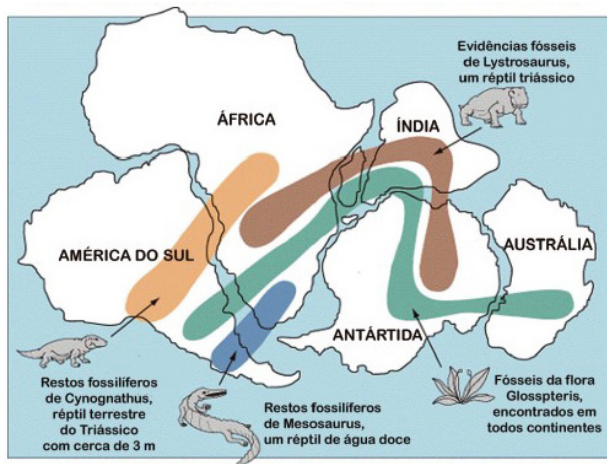 Evidências fósseis
de Lystrosaurus,
um réptil triássico
ÁFRICA
ÍNDIA
AMÉRICA DO SUL
AUSTRÁLIA
ANTÁRTIDA
Restos fossilíferos
de Cynognathus,
réptil terrestre
do Triássico
com cerca de 3 m
Restos fossilíferos
de Mesosaurus,
um réptil de água doce
Fósseis da flora
Glosspteris,
encontrados em
todos continentes